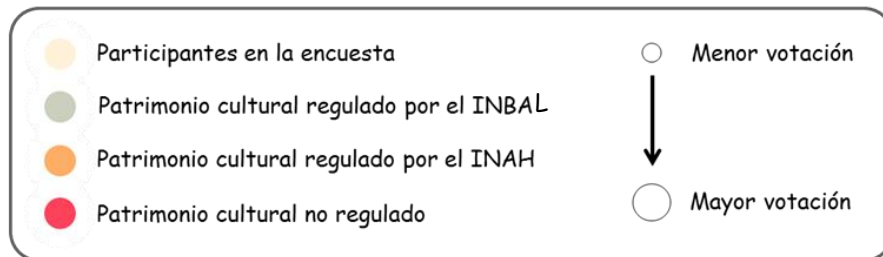 Participantes en la encuesta
Menor votación
Patrimonio cultural regulado por el INBAL
Patrimonio cultural regulado por el INAH
Patrimonio cultural no regulado
Mayor votación